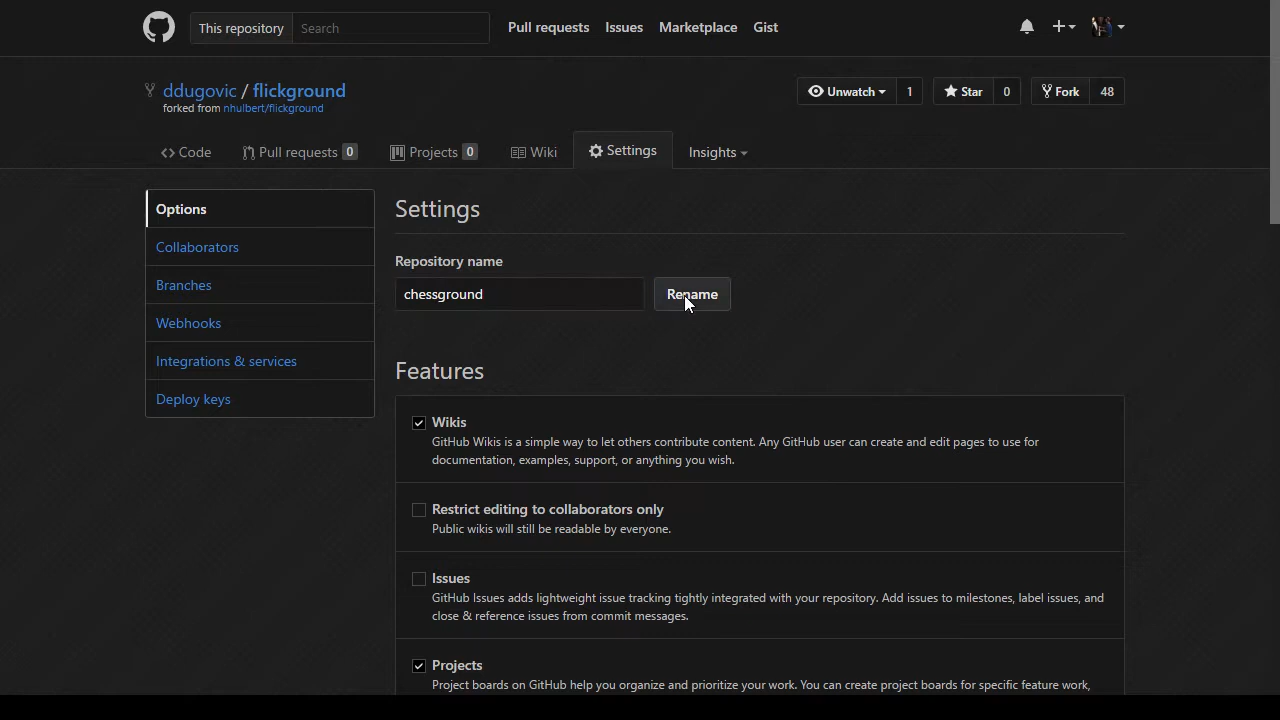 This repository Search Pull requests Issues Marketplace Gist
ddugovic / flickground Unwatch 1 Star 0 Fork 48
forked from nhulbert/flickground
Code Pull requests 0 Projects 0 Wiki Settings Insights
Options
Collaborators
Branches
Webhooks
Integrations & services
Deploy keys
Settings
Repository name
chessground Rename
Features
Wikis
GitHub Wikis is a simple way to let others contribute content. Any GitHub user can create and edit pages to use for
documentation, examples, support, or anything you wish.
Restrict editing to collaborators only
Public wikis will still be readable by everyone.
Issues
GitHub Issues adds lightweight issue tracking tightly integrated with your repository. Add issues to milestones, label issues, and
close & reference issues from commit messages.
Projects
Project boards on GitHub help you organize and prioritize your work. You can create project boards for specific feature work,